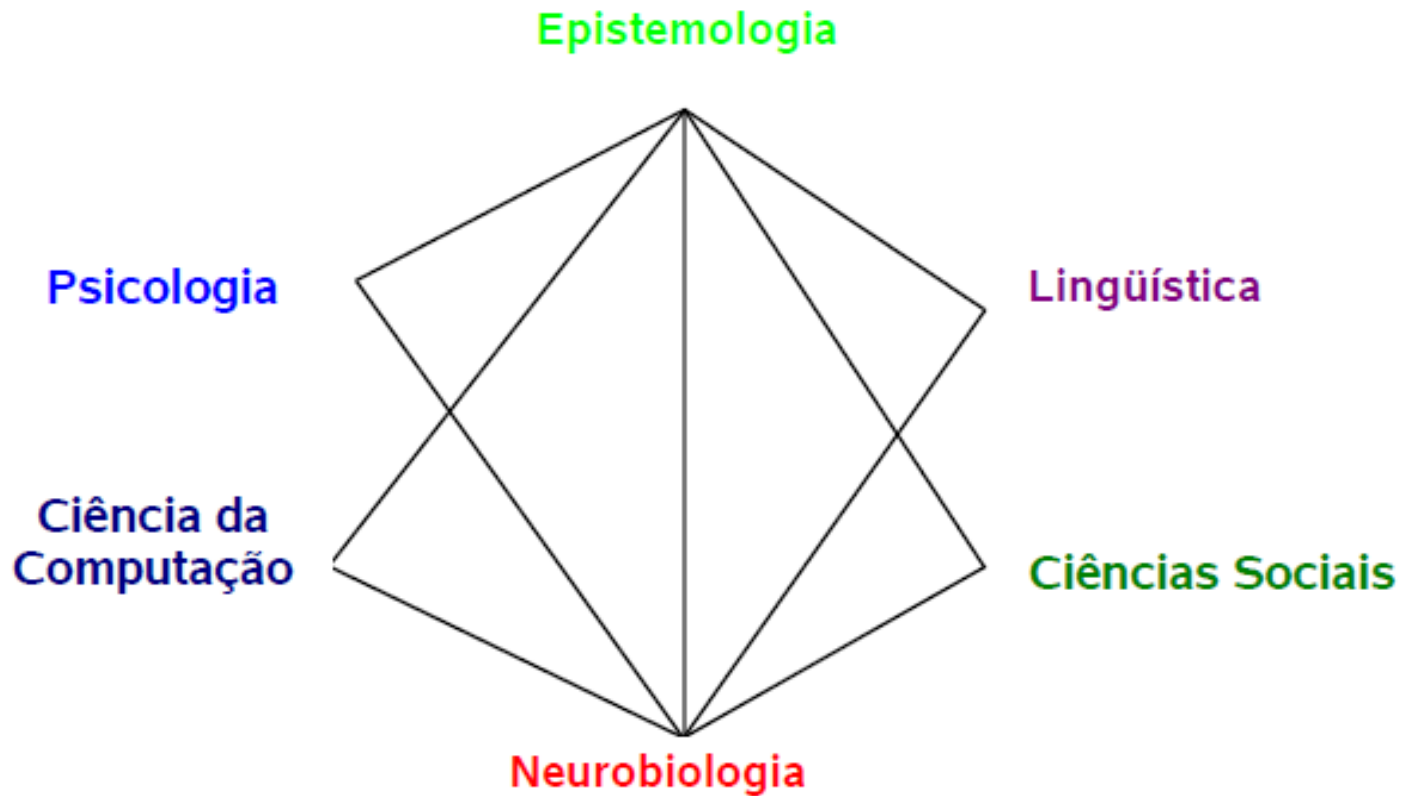 Epistemologia
Psicologia
Lingüística
Ciência da
Computação
Ciências Sociais
Neurobiologia